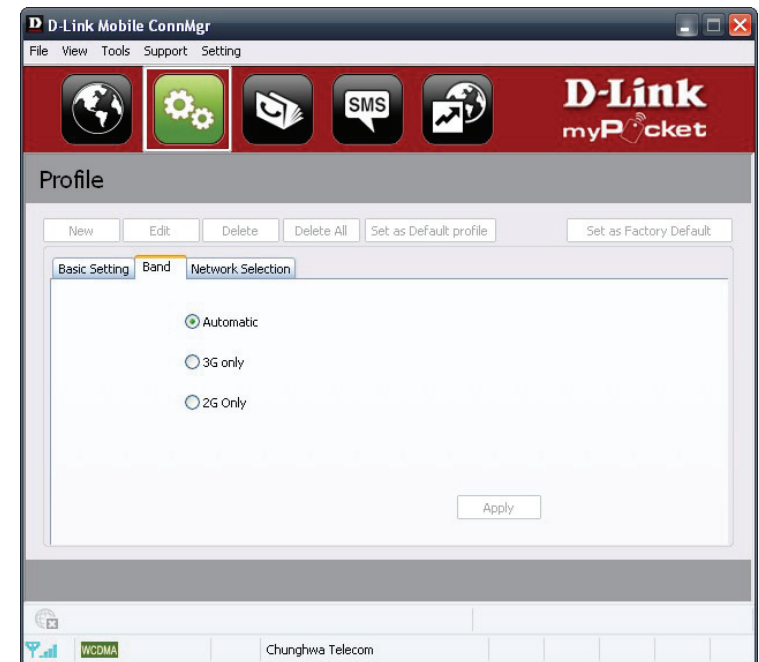 D D-Link Mobile ConnMgr
File View Tools Support Setting
SMS
D-Link
myPocket
Profile
New Edit Delete Delete All Set as Default profile Set as Factory Default
Basic Setting Band Network Selection
Automatic
3G only
2G Only
Apply
WCDMA Chunghwa Telecom